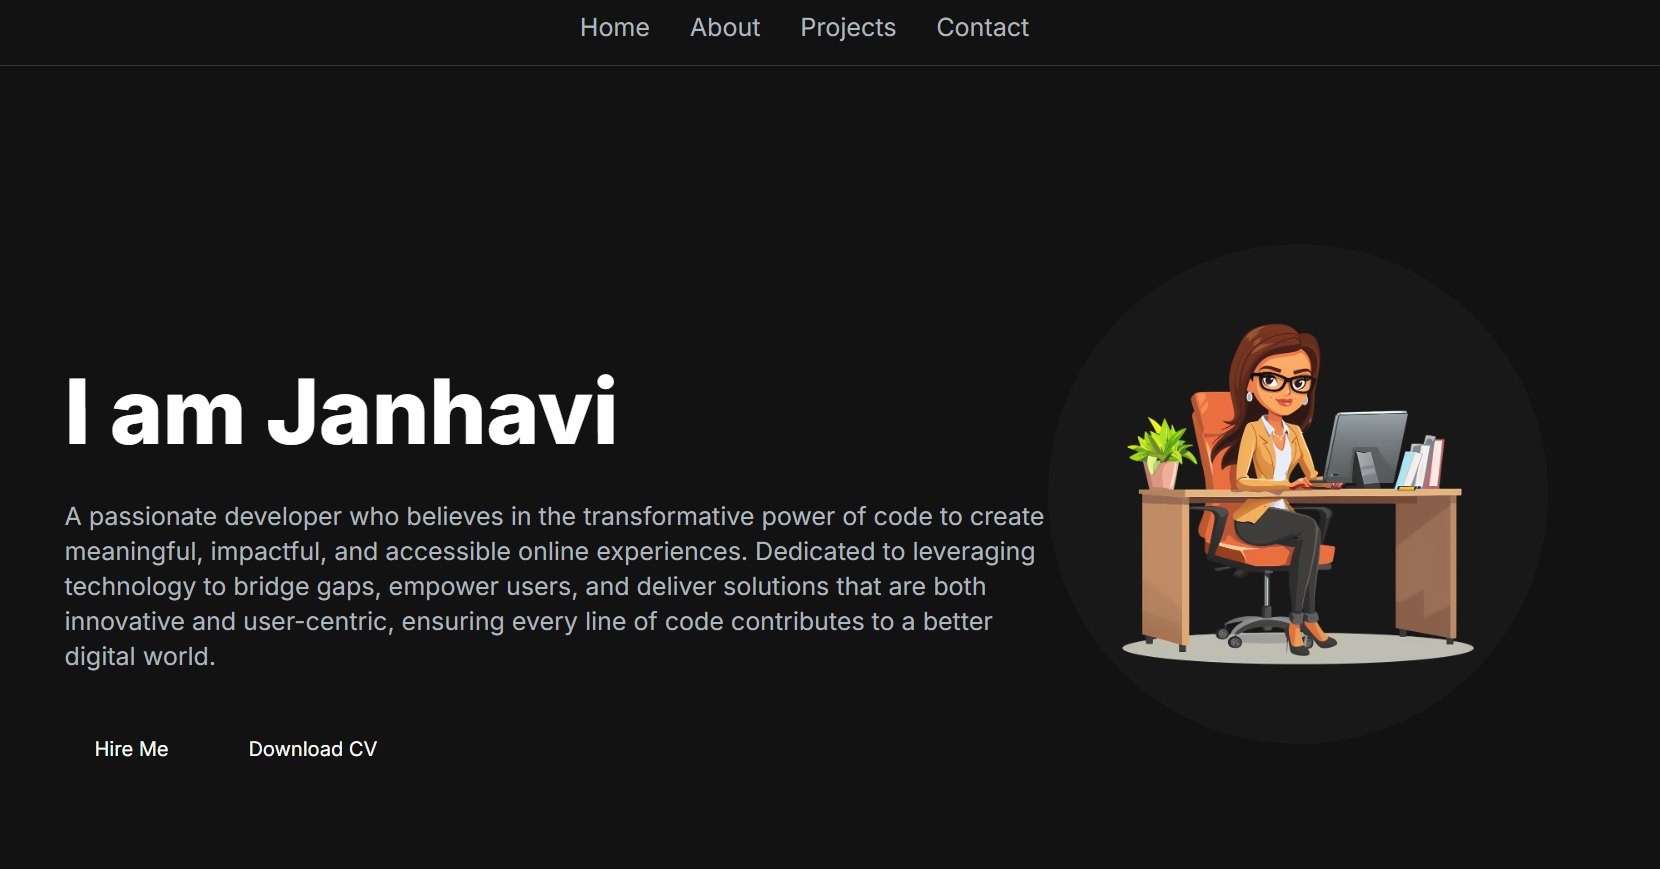 Home About Projects Contact
I am Janhavi
A passionate developer who believes in the transformative power of code to create
meaningful, impactful, and accessible online experiences. Dedicated to leveraging
technology to bridge gaps, empower users, and deliver solutions that are both
innovative and user-centric, ensuring every line of code contributes to a better
digital world.
Hire Me Download CV